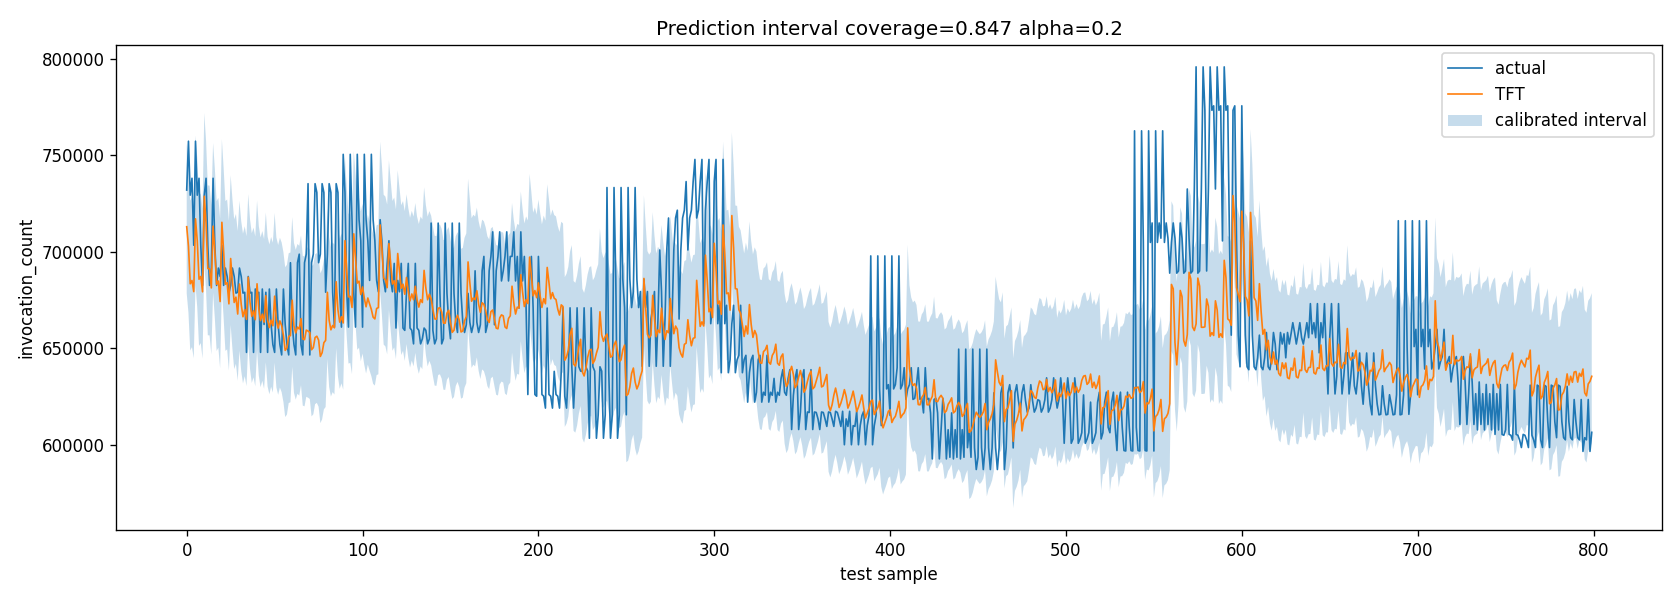 Prediction interval coverage=0.847 alpha=0.2
800000
750000
700000
650000
600000
invocation_count
actual
TFT
calibrated interval
0 100 200 300 400 500 600 700 800
test sample